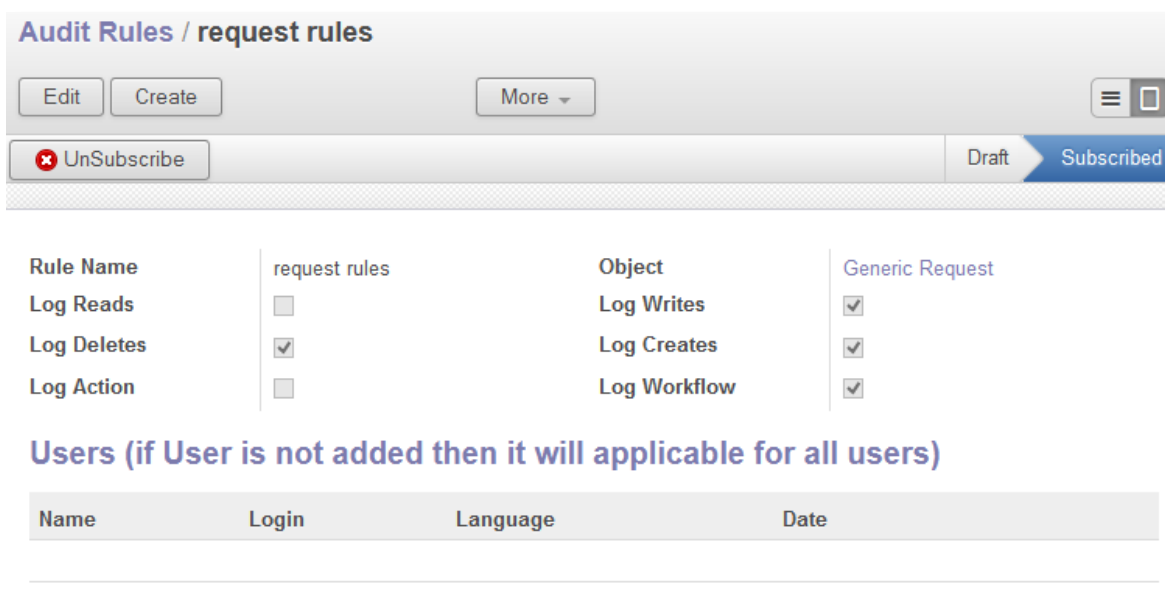 Audit Rules / request rules
Edit Create More
UnSubscribe Draft Subscribed
Rule Name request rules Object Generic Request
Log Reads Log Writes
Log Deletes Log Creates
Log Action Log Workflow
Users (if User is not added then it will applicable for all users)
Name Login Language Date